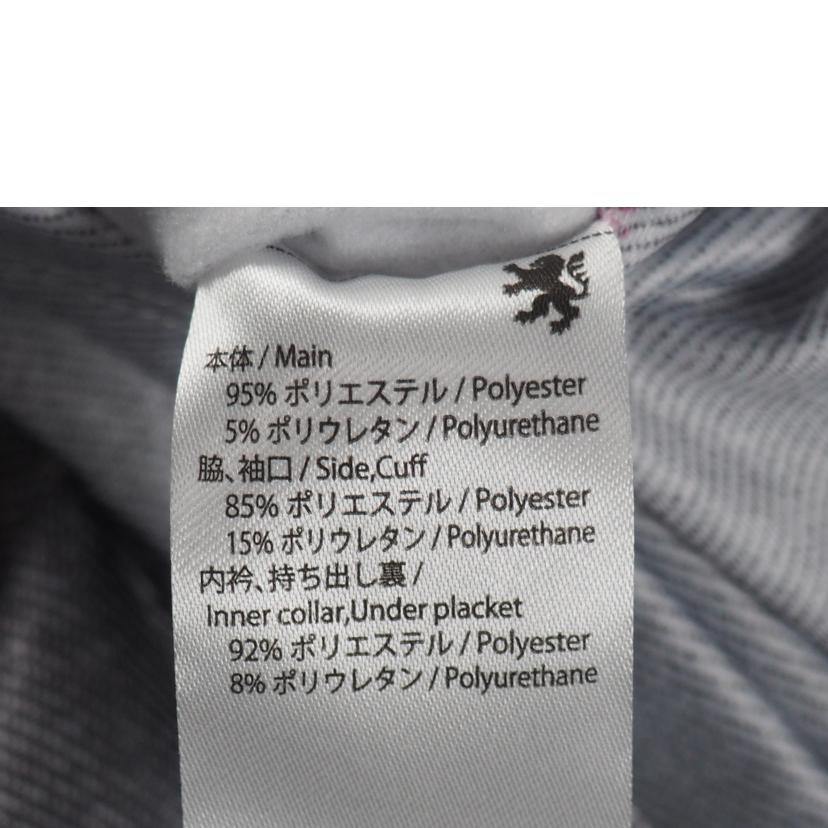 本体 / Main
95% ポリエステル / Polyester
5% ポリウレタン / Polyurethane
脇、袖口 / Side,Cuff
85% ポリエステル / Polyester
15% ポリウレタン / Polyurethane
内衿、持ち出し裏 /
Inner collar,Under placket
92% ポリエステル / Polyester
8% ポリウレタン / Polyurethane